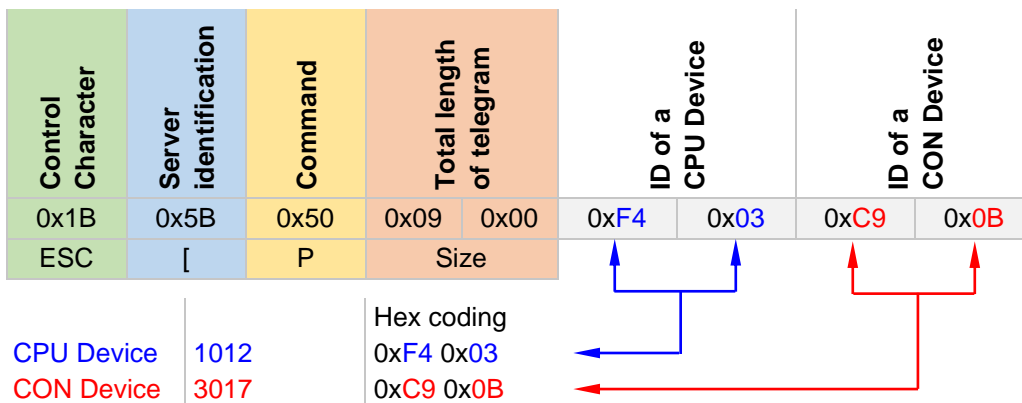 Control
Character
Server
identification
Command
Total length
of telegram
ID of a
CPU Device
ID of a
CON Device
0x1B 0x5B 0x50 0x09 0x00 0xF4 0x03 0xC9 0x0B
ESC [ P Size
Hex coding
CPU Device 1012 0xF4 0x03
CON Device 3017 0xC9 0x0B